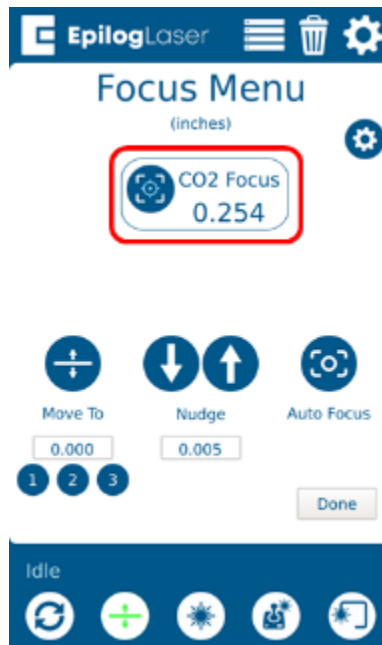 EpilogLaser
Focus Menu
(inches)
CO2 Focus
0.254
Move To
Nudge
Auto Focus
0.000
0.005
1 2 3
Done
Idle